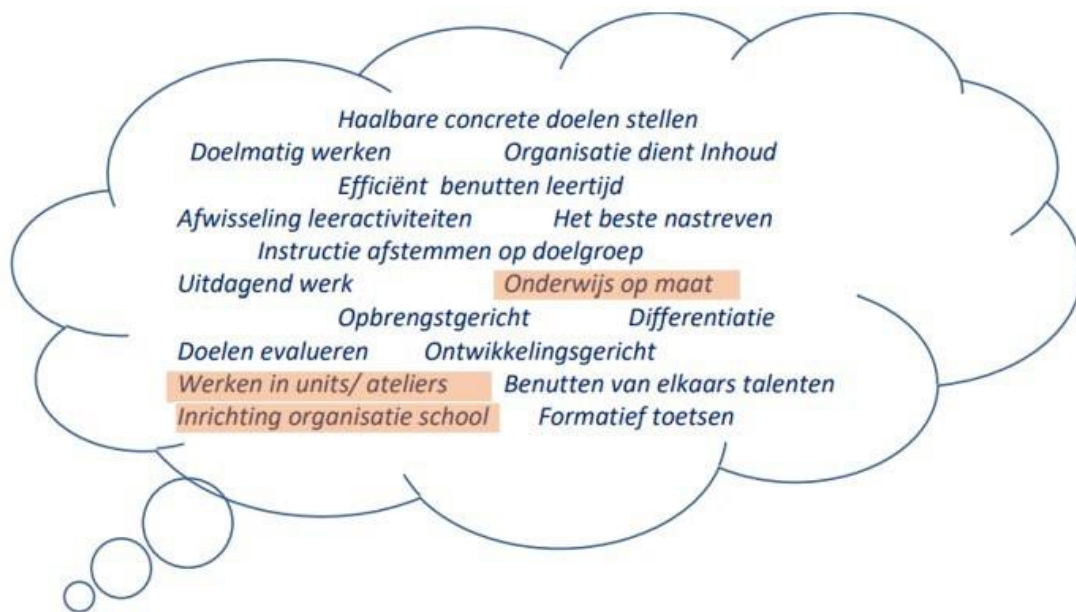 Haalbare concrete doelen stellen
Doelmatig werken Organisatie dient Inhoud
Efficiënt benutten leertijd
Afwisseling leeractiviteiten Het beste nastreven
Instructie afstemmen op doelgroep
Uitdagend werk Onderwijs op maat
Opbrengstgericht Differentiatie
Doelen evalueren Ontwikkelingsgericht
Werken in units/ ateliers Benutten van elkaars talenten
Inrichting organisatie school Formatief toetsen